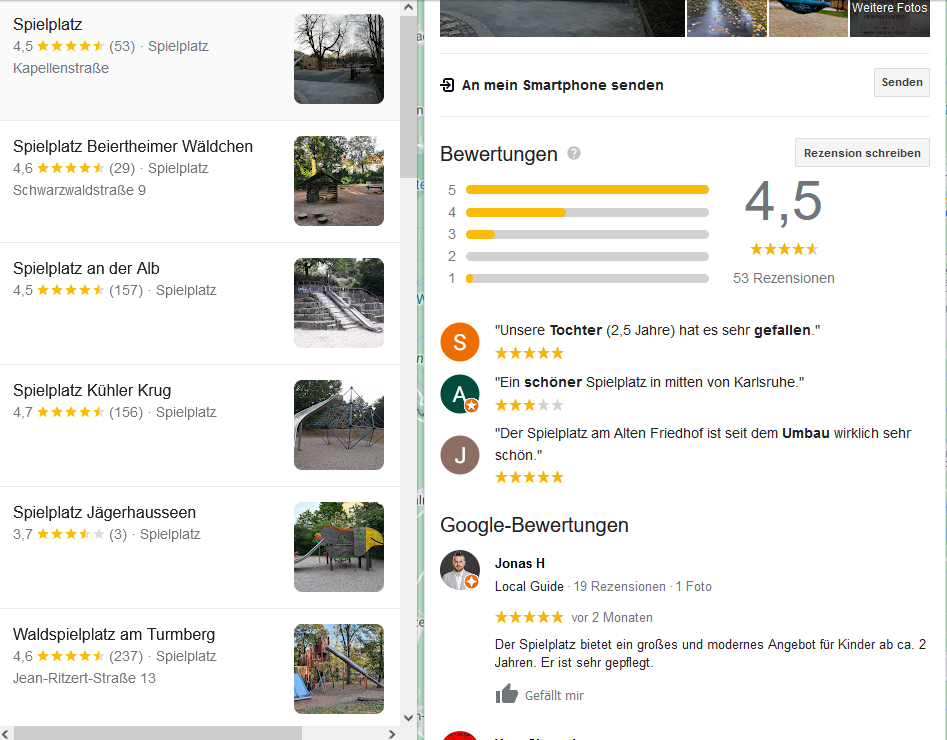 Spielplatz
4,5 (53) · Spielplatz
Kapellenstraße
Spielplatz Beiertheimer Wäldchen
4,6 (29) · Spielplatz
Schwarzwaldstraße 9
Spielplatz an der Alb
4,5 (157) · Spielplatz
Spielplatz Kühler Krug
4,7 (156) · Spielplatz
Spielplatz Jägerhausseen
3,7 (3) · Spielplatz
Waldspielplatz am Turmberg
4,6 (237) · Spielplatz
Jean-Ritzert-Straße 13
Weitere Fotos
An mein Smartphone senden
Senden
Bewertungen
Rezension schreiben
5
4
3
2
1
4,5
53 Rezensionen
S
"Unsere Tochter (2,5 Jahre) hat es sehr gefallen."
A
"Ein schöner Spielplatz in mitten von Karlsruhe."
J
"Der Spielplatz am Alten Friedhof ist seit dem Umbau wirklich sehr
schön."
Google-Bewertungen
Jonas H
Local Guide · 19 Rezensionen · 1 Foto
vor 2 Monaten
Der Spielplatz bietet ein großes und modernes Angebot für Kinder ab ca. 2
Jahren. Er ist sehr gepflegt.
Gefällt mir